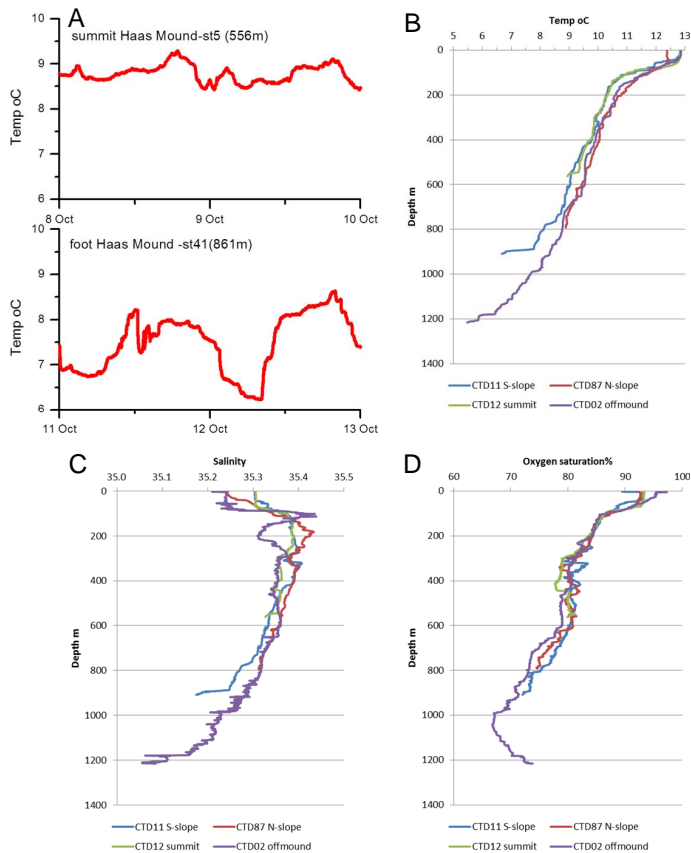 A
summit Haas Mound-st5 (556m)
Temp oC
10
9
8
7
6
8 Oct
9 Oct
10 Oct
foot Haas Mound -st41(861m)
Temp oC
10
9
8
7
6
11 Oct
12 Oct
13 Oct
B
Temp oC
5 6 7 8 9 10 11 12 13
Depth m
0
200
400
600
800
1000
1200
1400
CTD11 S-slope CTD87 N-slope
CTD12 summit CTD02 offmound
C
Salinity
35.0 35.1 35.2 35.3 35.4 35.5
Depth m
0
200
400
600
800
1000
1200
1400
CTD11 S-slope CTD87 N-slope
CTD12 summit CTD02 offmound
D
Oxygen saturation%
60 70 80 90 100
Depth m
0
200
400
600
800
1000
1200
1400
CTD11 S-slope CTD87 N-slope
CTD12 summit CTD02 offmound